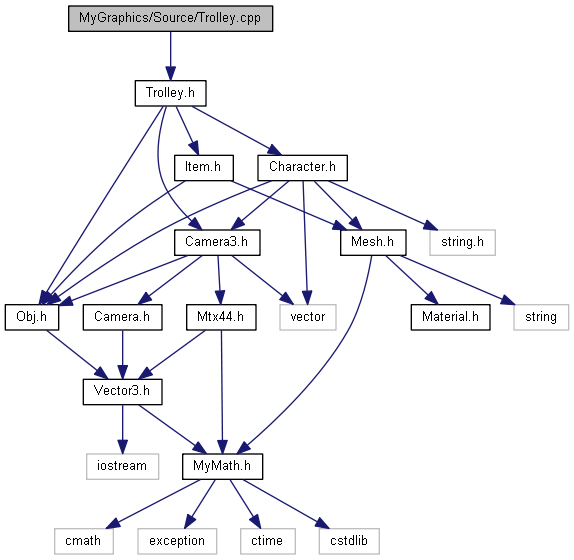 MyGraphics/Source/Trolley.cpp
Trolley.h
Item.h
Character.h
Camera3.h
Mesh.h
string.h
Obj.h
Camera.h
Mtx44.h
vector
Material.h
string
Vector3.h
iostream
MyMath.h
cmath
exception
ctime
cstdlib